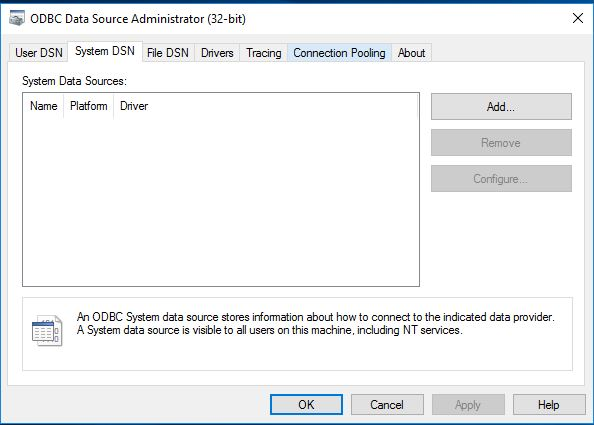 ODBC Data Source Administrator (32-bit)
User DSN System DSN File DSN Drivers Tracing Connection Pooling About
System Data Sources:
Name Platform Driver
Add...
Remove
Configure...
An ODBC System data source stores information about how to connect to the indicated data provider.
A System data source is visible to all users on this machine, including NT services.
OK Cancel Apply Help